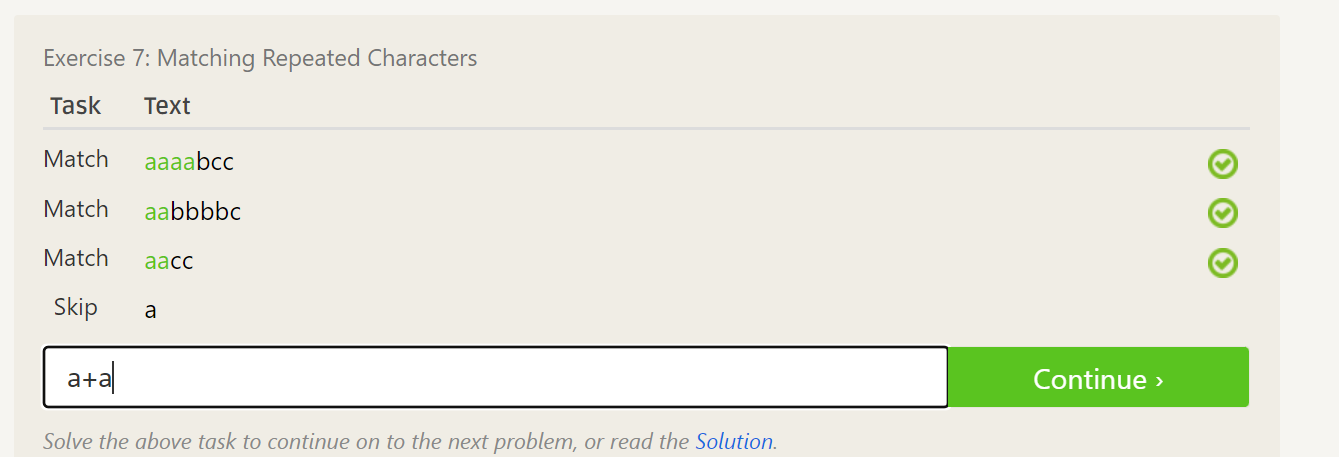 Exercise 7: Matching Repeated Characters
Task Text
Match aaaabcc
Match aabbbbc
Match aacc
Skip a
a+a Continue ›
Solve the above task to continue on to the next problem, or read the Solution.